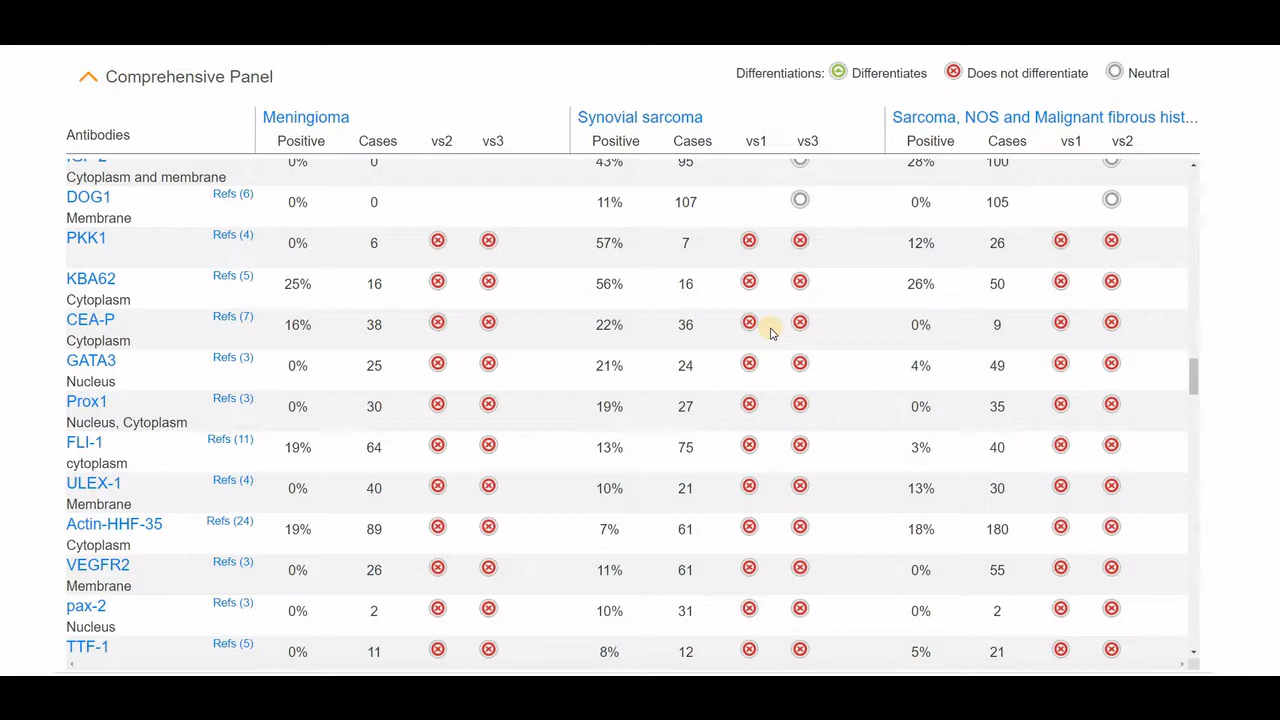 Comprehensive Panel
Differentiations: Differentiates Does not differentiate Neutral
Meningioma Synovial sarcoma Sarcoma, NOS and Malignant fibrous hist...
Antibodies
Positive Cases vs2 vs3 Positive Cases vs1 vs3 Positive Cases vs1 vs2
0% 0 43% 95 28% 100
Cytoplasm and membrane
DOG1 Refs (6) 0% 0 11% 107 0% 105
Membrane
PKK1 Refs (4) 0% 6 57% 7 12% 26
KBA62 Refs (5) 25% 16 56% 16 26% 50
Cytoplasm
CEA-P Refs (7) 16% 38 22% 36 0% 9
Cytoplasm
GATA3 Refs (3) 0% 25 21% 24 4% 49
Nucleus
Prox1 Refs (3) 0% 30 19% 27 0% 35
Nucleus, Cytoplasm
FLI-1 Refs (11) 19% 64 13% 75 3% 40
cytoplasm
ULEX-1 Refs (4) 0% 40 10% 21 13% 30
Membrane
Actin-HHF-35 Refs (24) 19% 89 7% 61 18% 180
Cytoplasm
VEGFR2 Refs (3) 0% 26 11% 61 0% 55
Membrane
pax-2 Refs (3) 0% 2 10% 31 0% 2
Nucleus
TTF-1 Refs (5) 0% 11 8% 12 5% 21